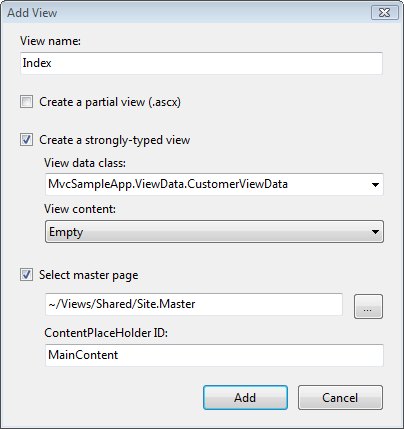 Add View
View name:
Index
Create a partial view (.ascx)
Create a strongly-typed view
View data class:
MvcSampleApp.ViewData.CustomerViewData
View content:
Empty
Select master page
~/Views/Shared/Site.Master
...
ContentPlaceHolder ID:
MainContent
Add Cancel